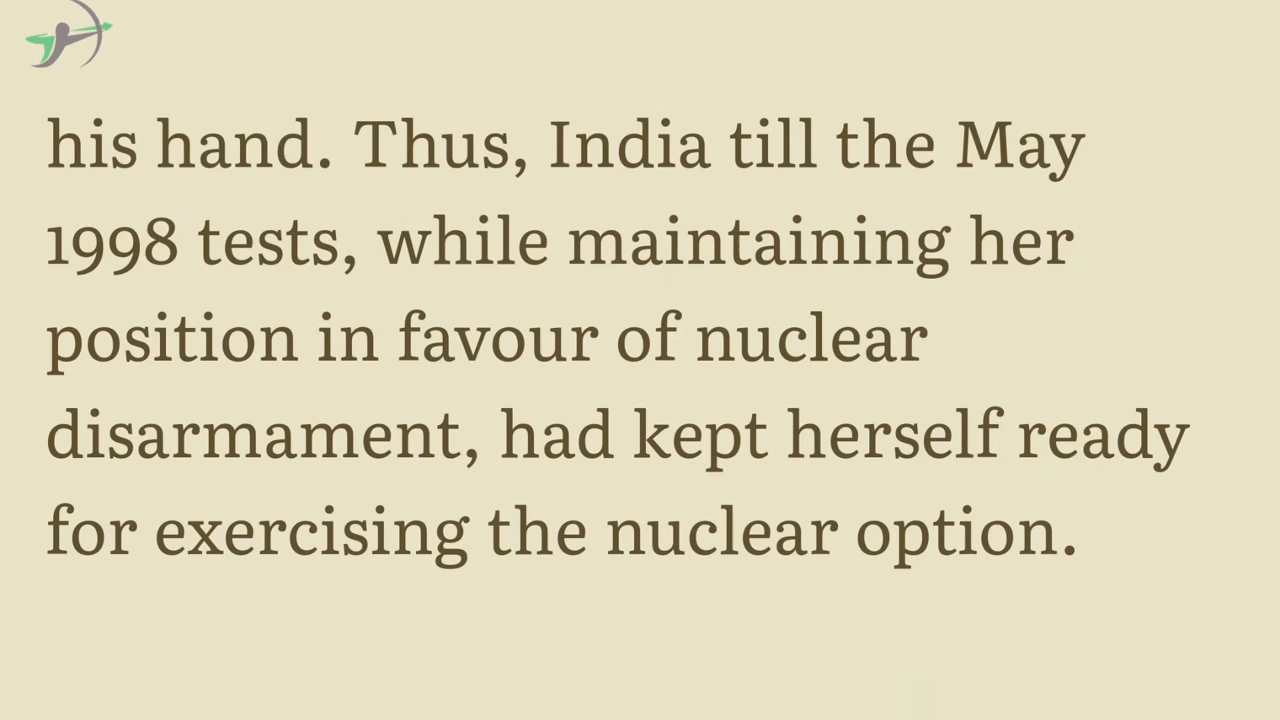 his hand. Thus, India till the May
1998 tests, while maintaining her
position in favour of nuclear
disarmament, had kept herself ready
for exercising the nuclear option.